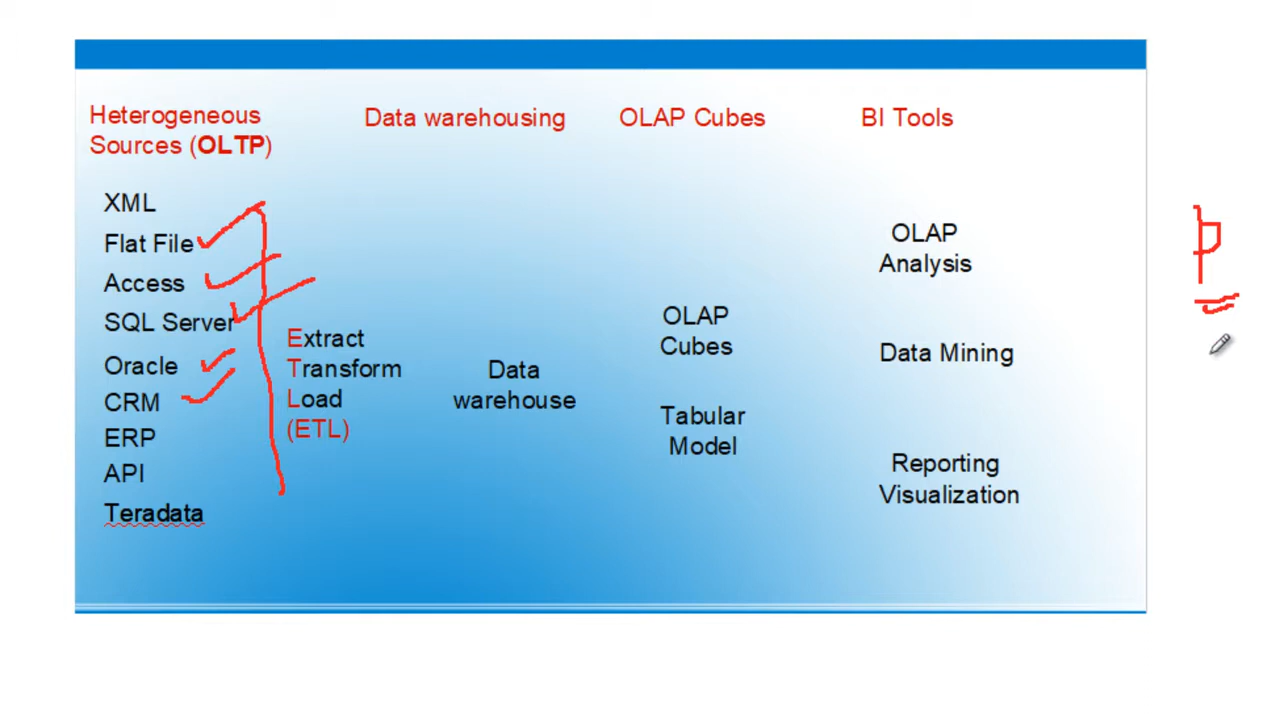 Heterogeneous
Sources (OLTP)
Data warehousing
OLAP Cubes
BI Tools
XML
Flat File
Access
SQL Server
Oracle
CRM
ERP
API
Teradata
Extract
Transform
Load
(ETL)
Data
warehouse
OLAP
Cubes
Tabular
Model
OLAP
Analysis
Data Mining
Reporting
Visualization